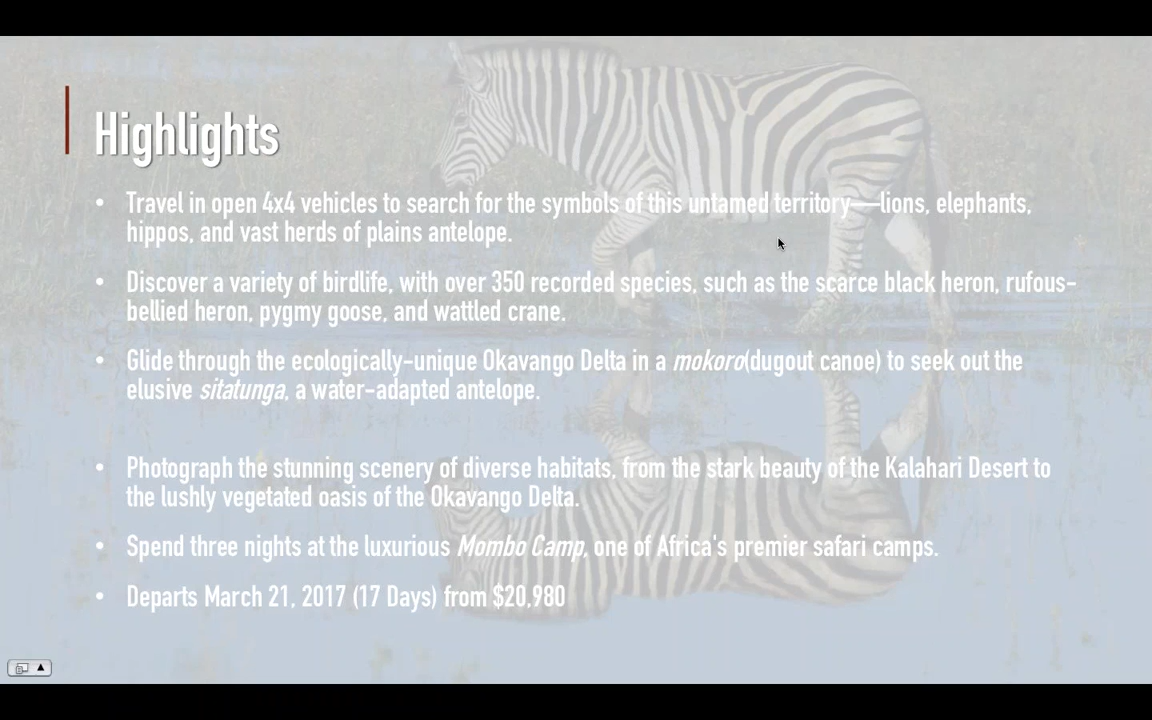 Highlights
• Travel in open 4x4 vehicles to search for the symbols of this untamed territory—lions, elephants,
hippos, and vast herds of plains antelope.
• Discover a variety of birdlife, with over 350 recorded species, such as the scarce black heron, rufous-
bellied heron, pygmy goose, and wattled crane.
• Glide through the ecologically-unique Okavango Delta in a mokoro(dugout canoe) to seek out the
elusive sitatunga, a water-adapted antelope.
• Photograph the stunning scenery of diverse habitats, from the stark beauty of the Kalahari Desert to
the lushly vegetated oasis of the Okavango Delta.
• Spend three nights at the luxurious Mombo Camp, one of Africa's premier safari camps.
• Departs March 21, 2017 (17 Days) from $20,980